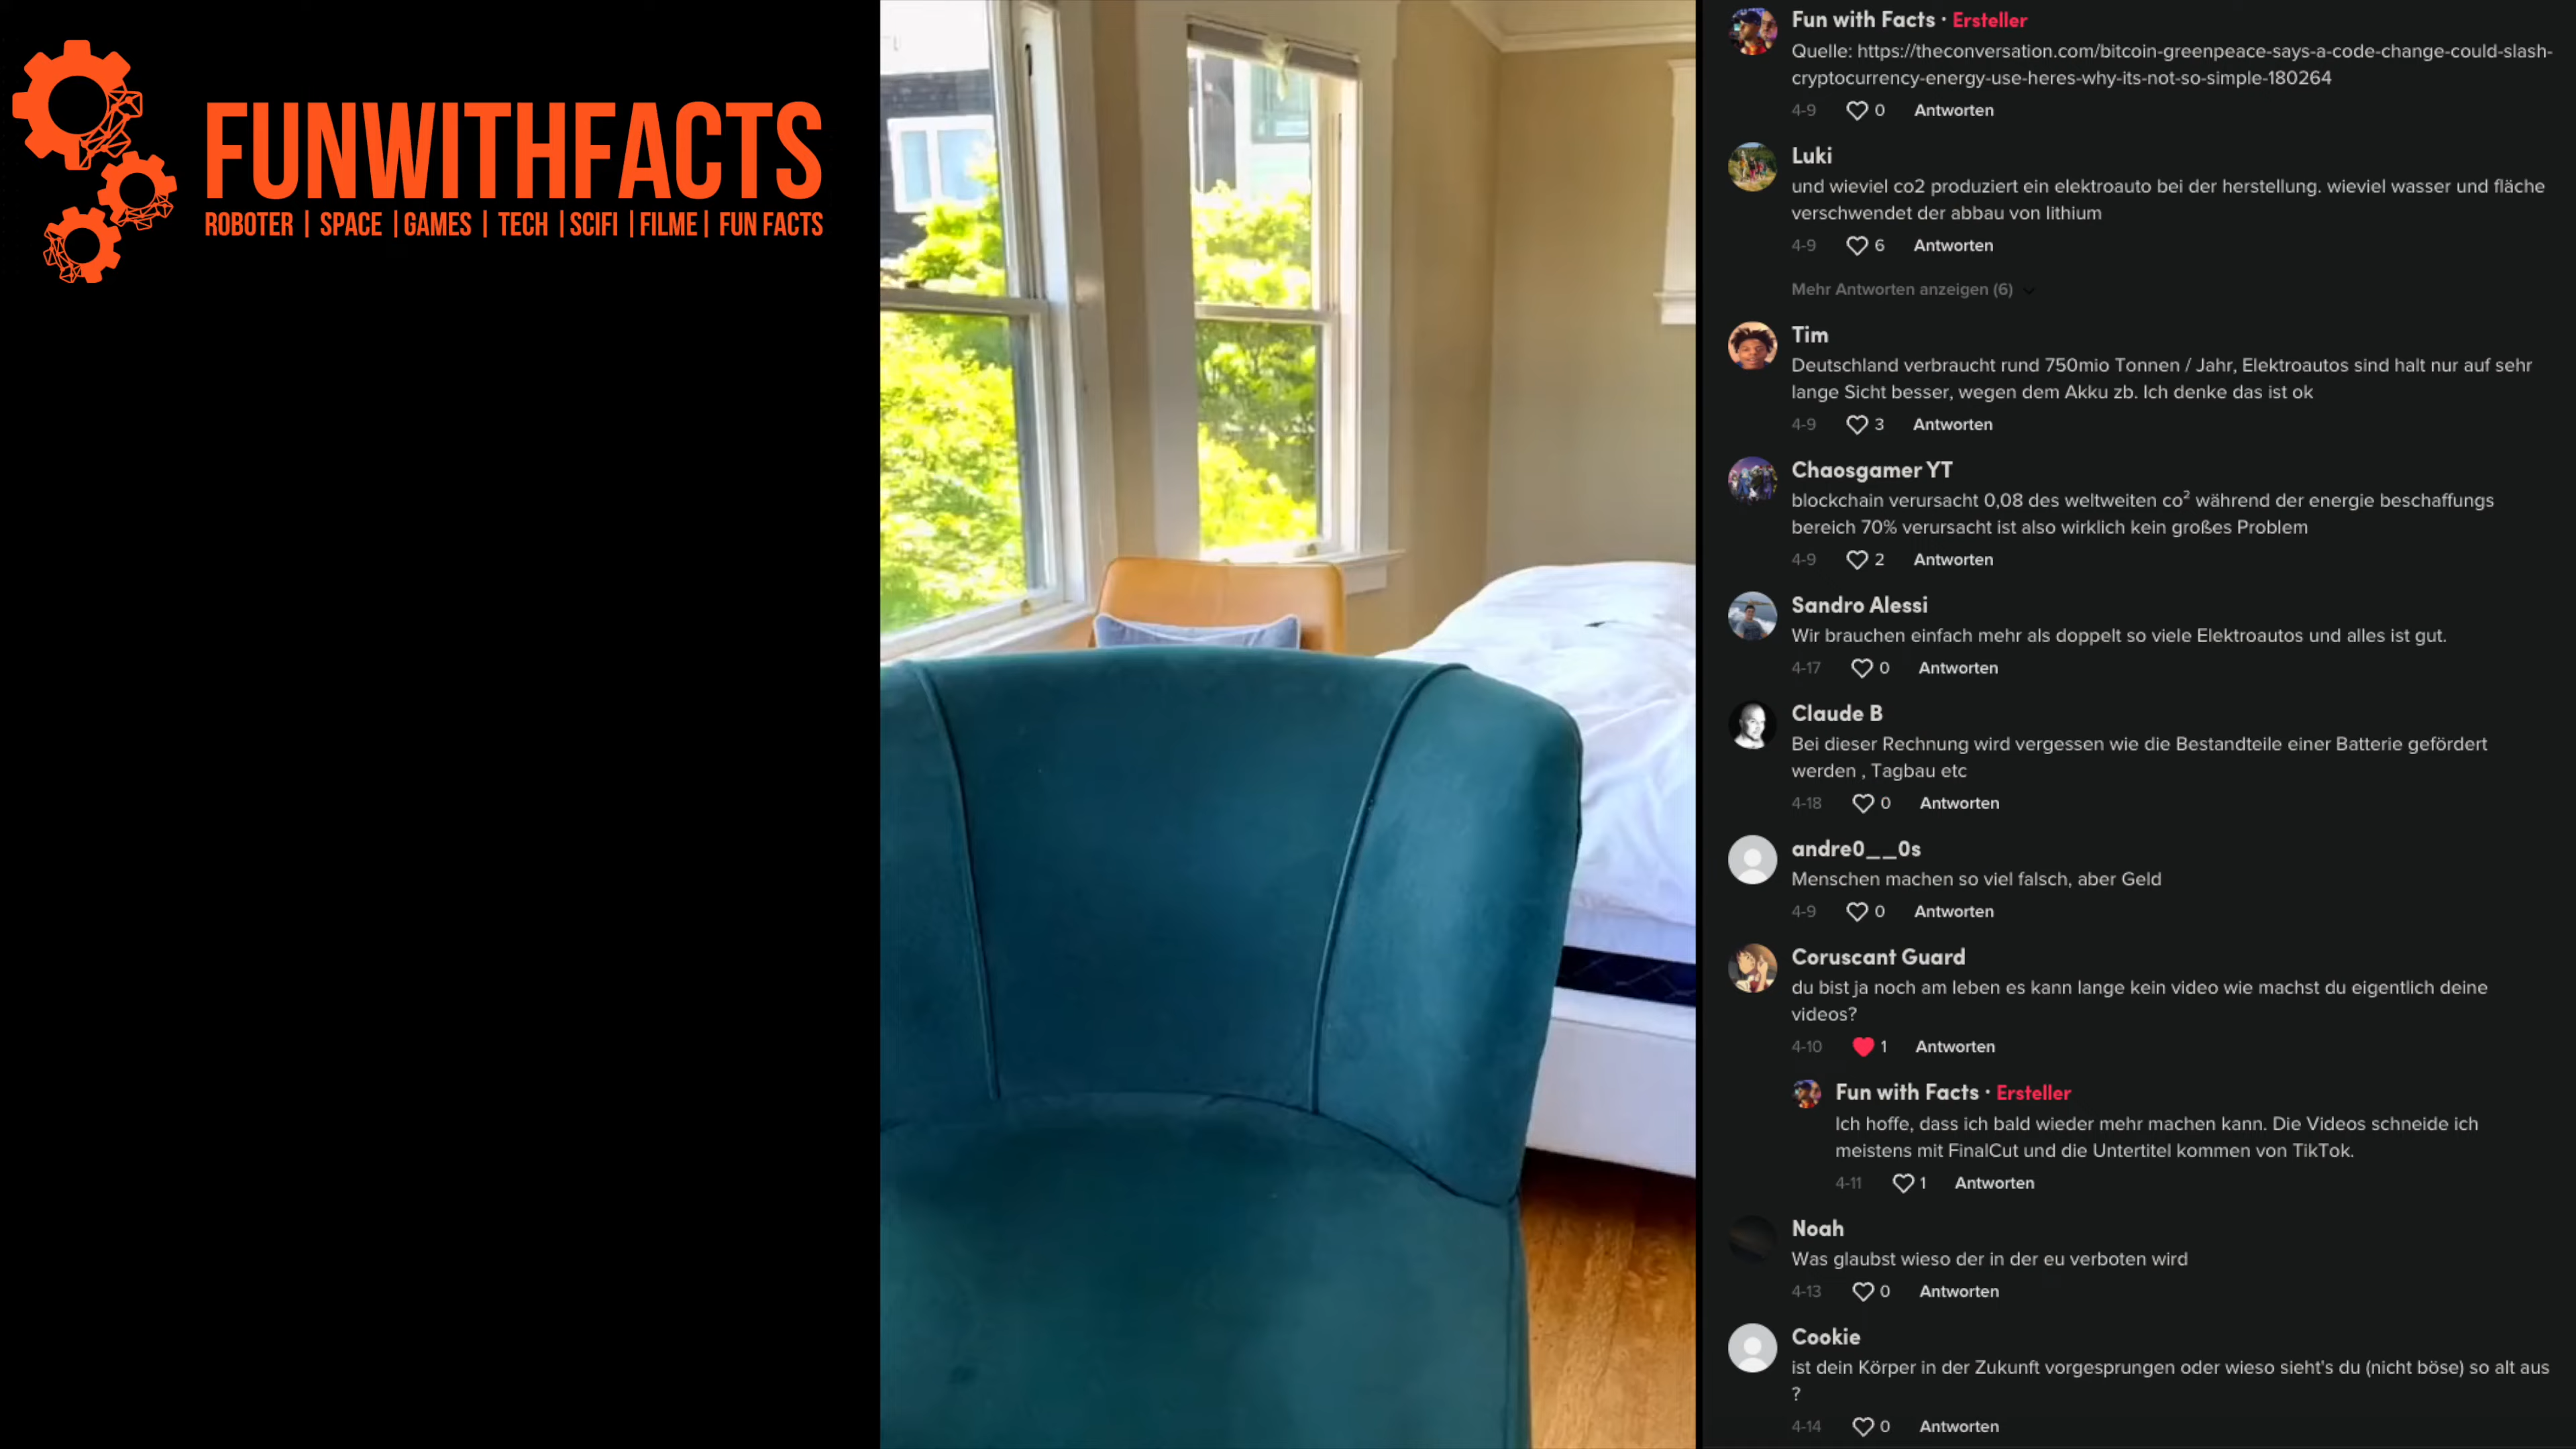 FUNWITHFACTS
ROBOTER | SPACE | GAMES | TECH | SCIFI | FILME | FUN FACTS
Fun with Facts · Ersteller
Quelle: https://theconversation.com/bitcoin-greenpeace-says-a-code-change-could-slash-
cryptocurrency-energy-use-heres-why-its-not-so-simple-180264
4-9 0 Antworten
Luki
und wieviel co2 produziert ein elektroauto bei der herstellung. wieviel wasser und fläche
verschwendet der abbau von lithium
4-9 6 Antworten
Mehr Antworten anzeigen (6)
Tim
Deutschland verbraucht rund 750mio Tonnen / Jahr, Elektroautos sind halt nur auf sehr
lange Sicht besser, wegen dem Akku zb. Ich denke das ist ok
4-9 3 Antworten
Chaosgamer YT
blockchain verursacht 0,08 des weltweiten co² während der energie beschaffungs
bereich 70% verursacht ist also wirklich kein großes Problem
4-9 2 Antworten
Sandro Alessi
Wir brauchen einfach mehr als doppelt so viele Elektroautos und alles ist gut.
4-17 0 Antworten
Claude B
Bei dieser Rechnung wird vergessen wie die Bestandteile einer Batterie gefördert
werden , Tagbau etc
4-18 0 Antworten
andre0__0s
Menschen machen so viel falsch, aber Geld
4-9 0 Antworten
Coruscant Guard
du bist ja noch am leben es kann lange kein video wie machst du eigentlich deine
videos?
4-10 1 Antworten
Fun with Facts · Ersteller
Ich hoffe, dass ich bald wieder mehr machen kann. Die Videos schneide ich
meistens mit FinalCut und die Untertitel kommen von TikTok.
4-11 1 Antworten
Noah
Was glaubst wieso der in der eu verboten wird
4-13 0 Antworten
Cookie
ist dein Körper in der Zukunft vorgesprungen oder wieso sieht's du (nicht böse) so alt aus
?
4-14 0 Antworten